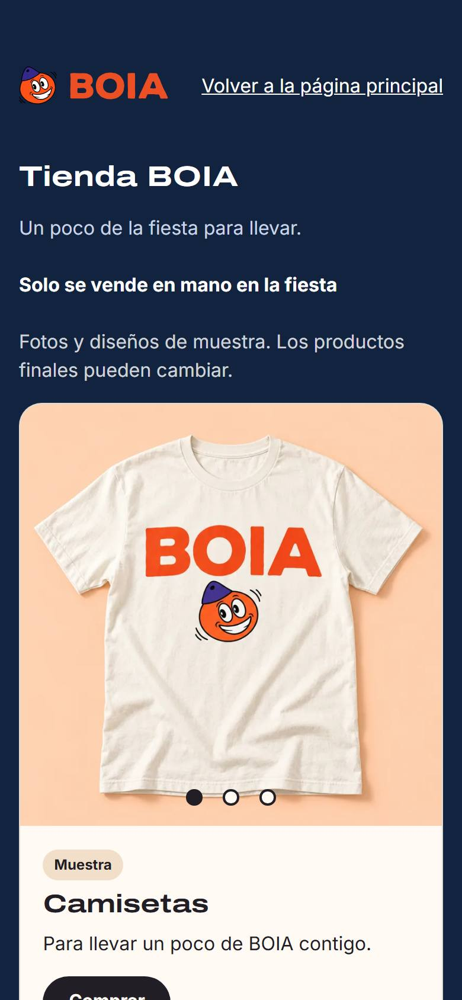 BOIA
Volver a la página principal
Tienda BOIA
Un poco de la fiesta para llevar.
Solo se vende en mano en la fiesta
Fotos y diseños de muestra. Los productos
finales pueden cambiar.
BOIA
Muestra
Camisetas
Para llevar un poco de BOIA contigo.
Comprar